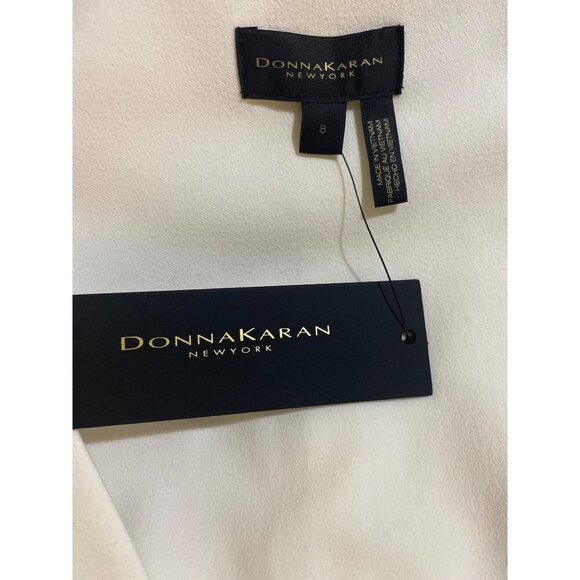 DONNAKARAN
NEWYORK
8
MADE IN VIETNAM
FABRIQUÉ AU VIETNAM
HECHO EN VIETNAM
DONNAKARAN
NEWYORK